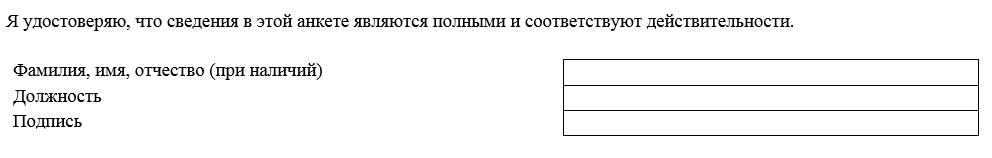 Я удостоверяю, что сведения в этой анкете являются полными и соответствуют действительности.
Фамилия, имя, отчество (при наличий)
Должность
Подпись